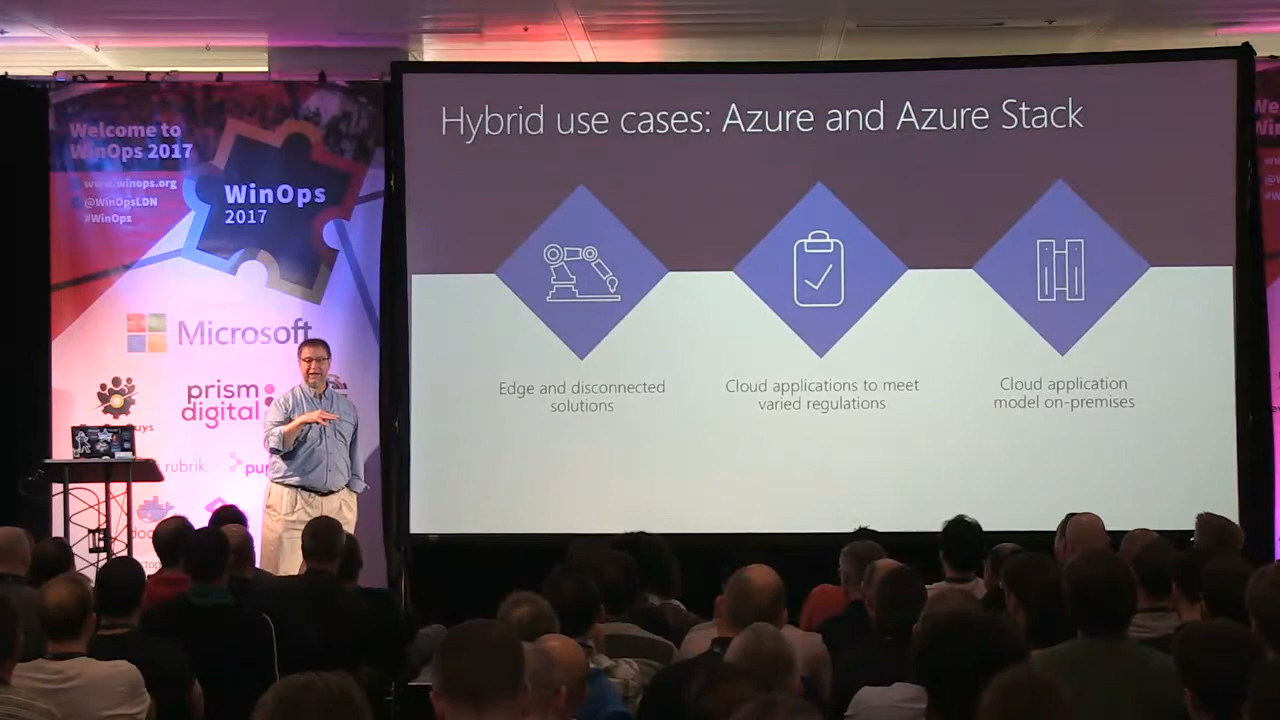 Welcome to
WinOps 2017
www.winops.org
@WinOpsLDN
#WinOps
WinOps
2017
Microsoft
prism
digital
rubrik
Hybrid use cases: Azure and Azure Stack
Edge and disconnected
solutions
Cloud applications to meet
varied regulations
Cloud application
model on-premises